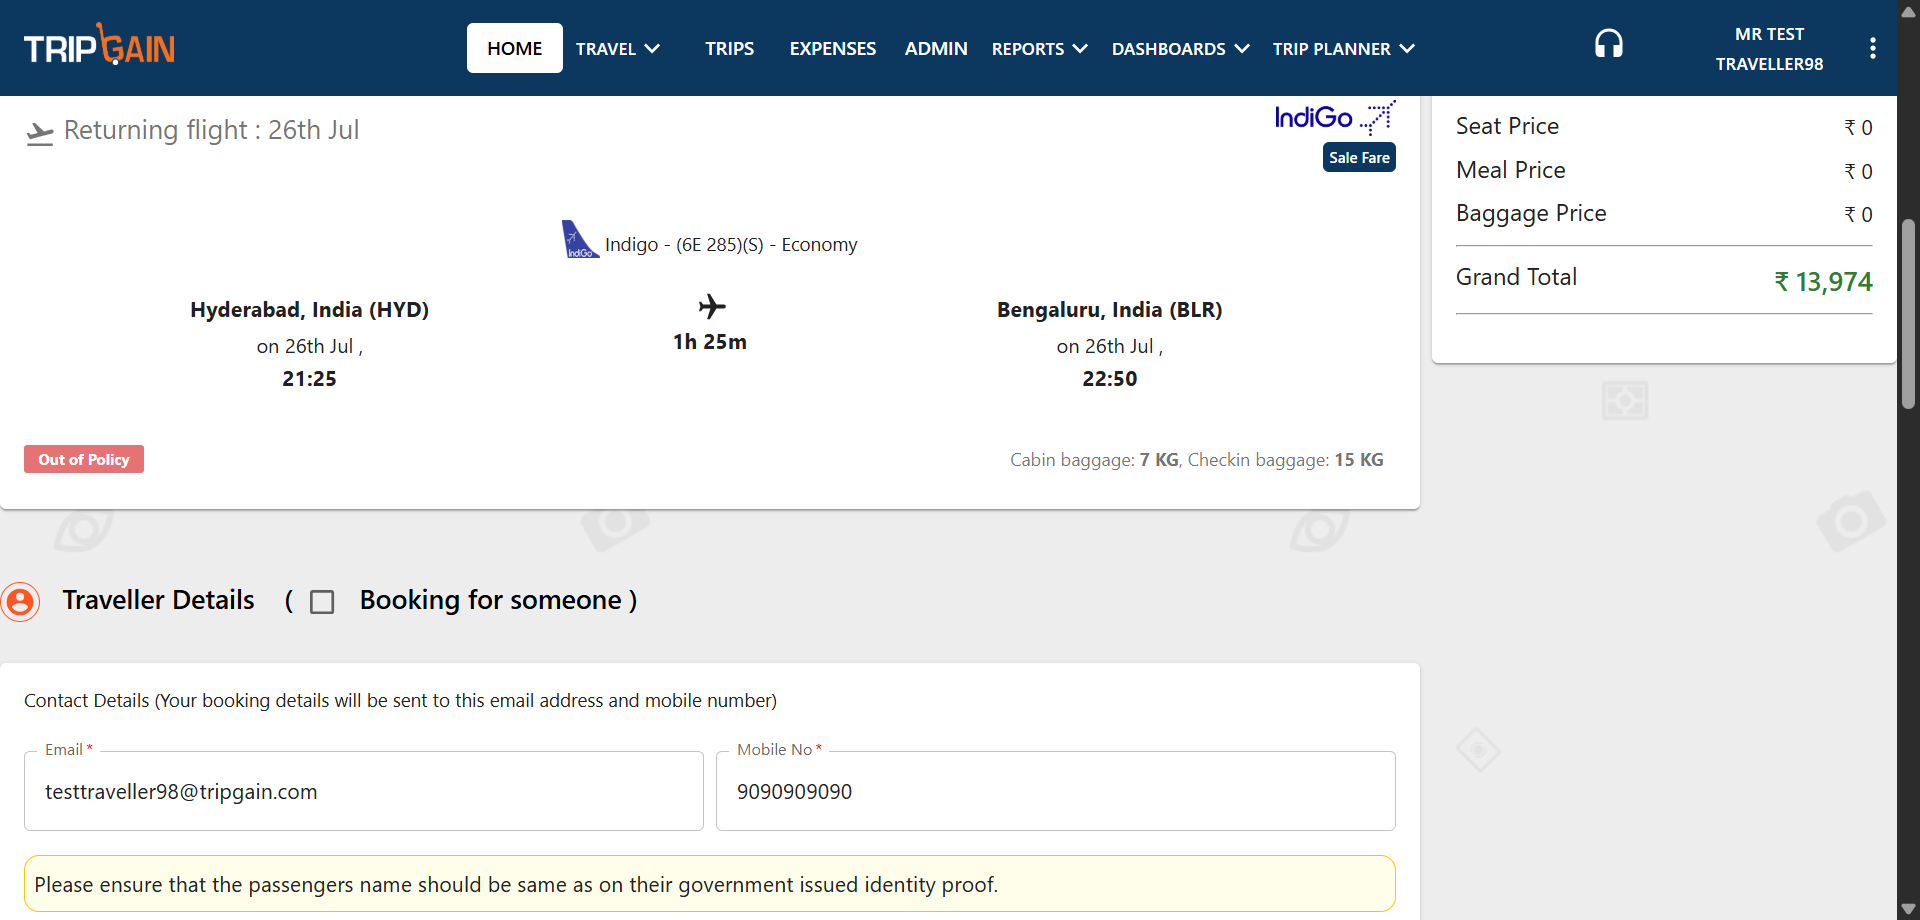 TRIPGAIN
HOME
TRAVEL
TRIPS
EXPENSES
ADMIN
REPORTS
DASHBOARDS
TRIP PLANNER
MR TEST
TRAVELLER98
Returning flight : 26th Jul
IndiGo
Sale Fare
IndiGo
Indigo - (6E 285)(S) - Economy
Hyderabad, India (HYD)
on 26th Jul ,
21:25
1h 25m
Bengaluru, India (BLR)
on 26th Jul ,
22:50
Out of Policy
Cabin baggage: 7 KG, Checkin baggage: 15 KG
Seat Price ₹ 0
Meal Price ₹ 0
Baggage Price ₹ 0
Grand Total ₹ 13,974
Traveller Details ( Booking for someone )
Contact Details (Your booking details will be sent to this email address and mobile number)
Email *
testtraveller98@tripgain.com
Mobile No *
9090909090
Please ensure that the passengers name should be same as on their government issued identity proof.